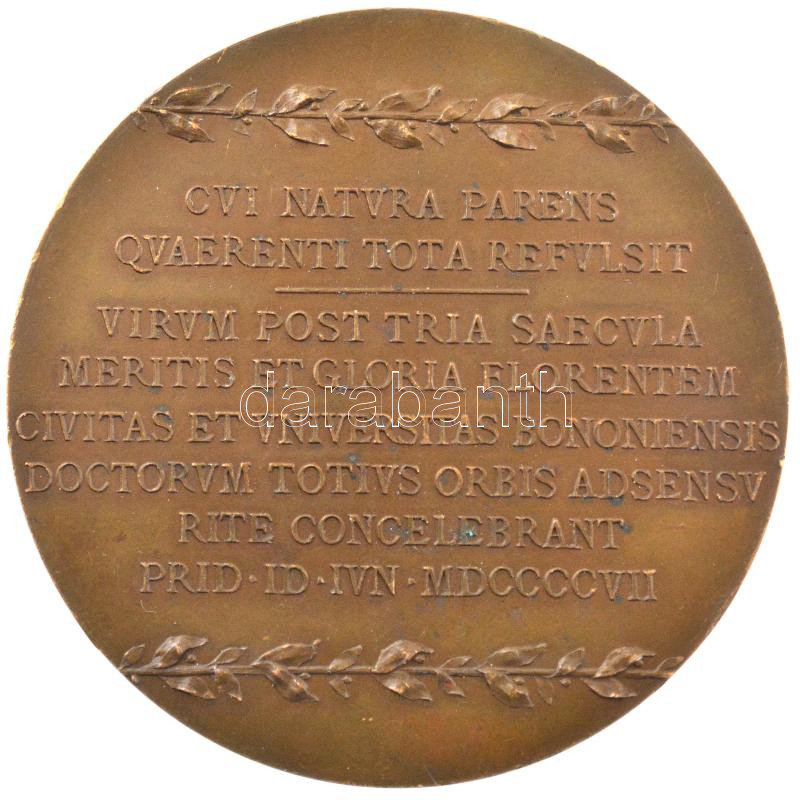 CVI NATVRA PARENS
QVAERENTI TOTA REFVLSIT
VIRVM POST TRIA SAECVLA
MERITIS ET GLORIA FLORENTEM
darabanth
CIVITAS ET VNIVERSITAS BONONIENSIS
DOCTORVM TOTIVS ORBIS ADSENSV
RITE CONCELEBRANT
PRID · ID · IVN · MDCCCCVII